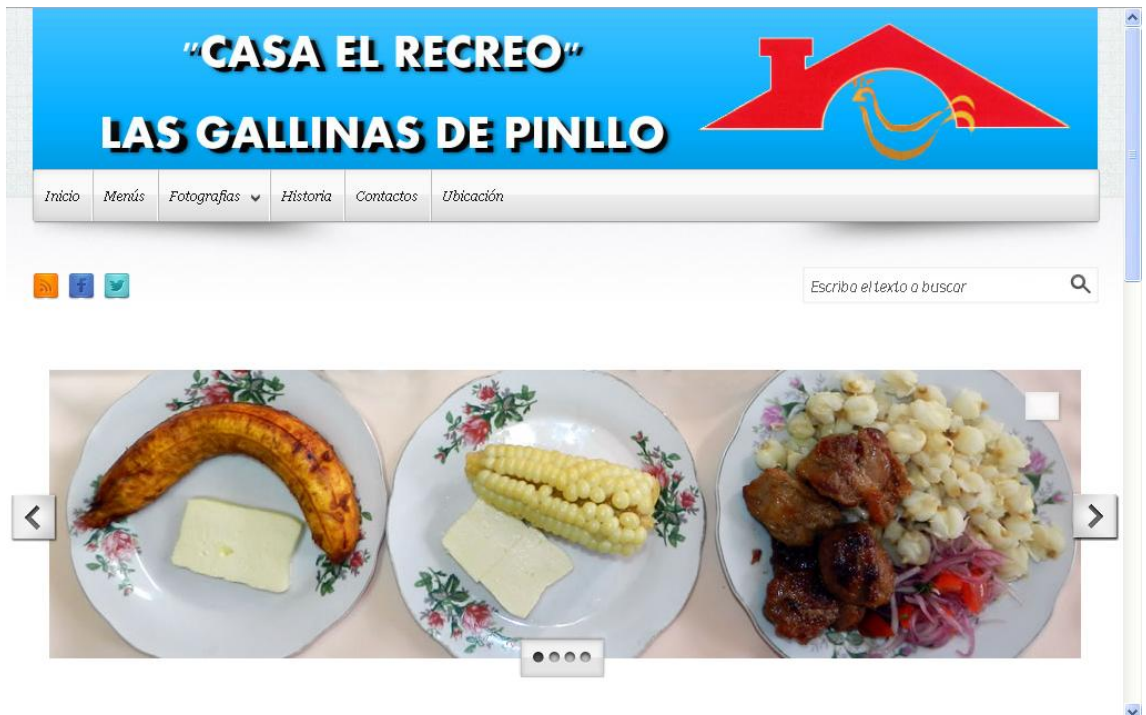 "CASA EL RECREO"
LAS GALLINAS DE PINLLO
Inicio Menús Fotografias Historia Contactos Ubicación
Escriba el texto a buscar